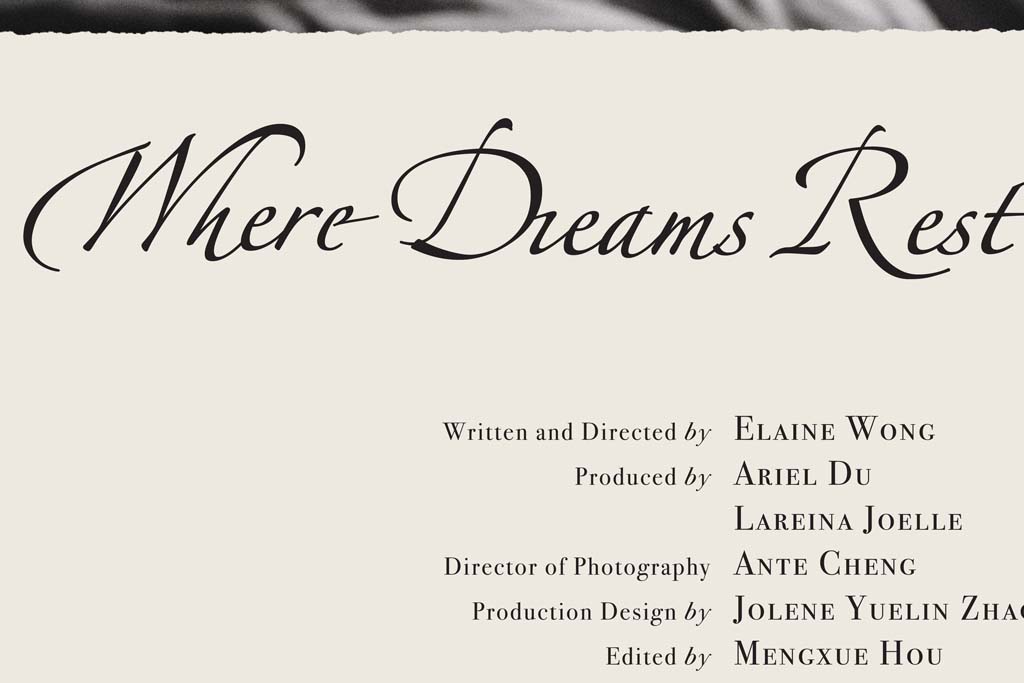 Where Dreams Rest
Written and Directed by Elaine Wong
Produced by Ariel Du
Lareina Joelle
Director of Photography Ante Cheng
Production Design by Jolene Yuelin
Edited by Mengxue Hou